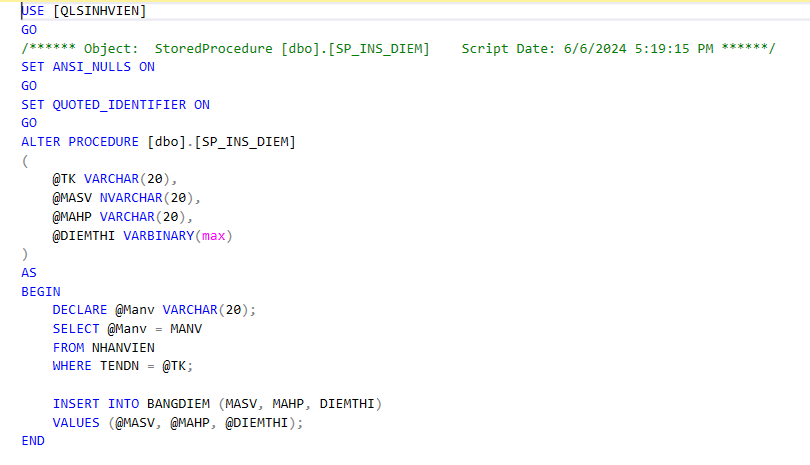 USE [QLSINHVIEN]
GO
/****** Object:  StoredProcedure [dbo].[SP_INS_DIEM]    Script Date: 6/6/2024 5:19:15 PM ******/
SET ANSI_NULLS ON
GO
SET QUOTED_IDENTIFIER ON
GO
ALTER PROCEDURE [dbo].[SP_INS_DIEM]
(
    @TK VARCHAR(20),
    @MASV NVARCHAR(20),
    @MAHP VARCHAR(20),
    @DIEMTHI VARBINARY(max)
)
AS
BEGIN
    DECLARE @Manv VARCHAR(20);
    SELECT @Manv = MANV
    FROM NHANVIEN
    WHERE TENDN = @TK;

    INSERT INTO BANGDIEM (MASV, MAHP, DIEMTHI)
    VALUES (@MASV, @MAHP, @DIEMTHI);
END